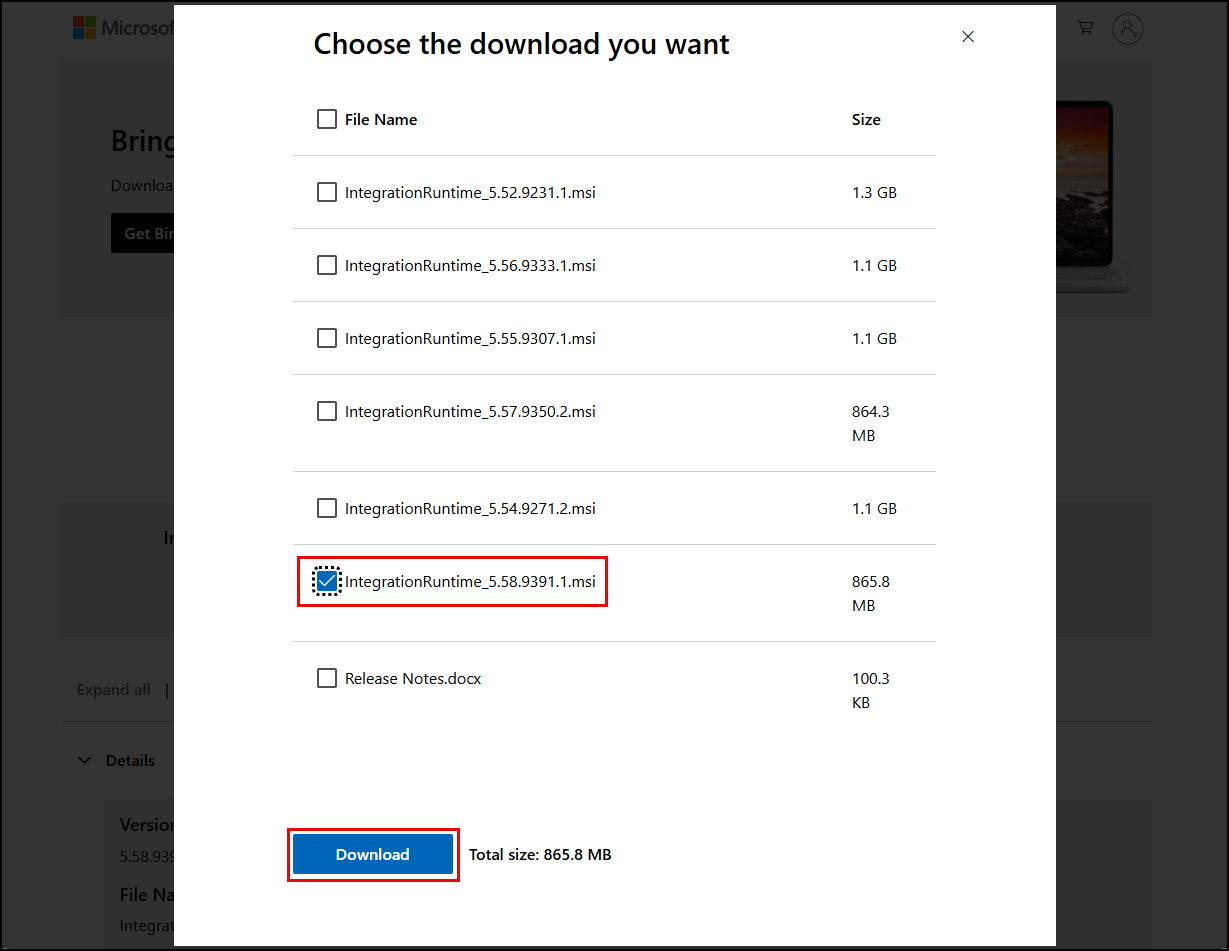 Microsof
Choose the download you want
File Name
Size
Bring
Downloa
Get Bin
IntegrationRuntime_5.52.9231.1.msi
1.3 GB
IntegrationRuntime_5.56.9333.1.msi
1.1 GB
IntegrationRuntime_5.55.9307.1.msi
1.1 GB
IntegrationRuntime_5.57.9350.2.msi
864.3
MB
IntegrationRuntime_5.54.9271.2.msi
1.1 GB
In
IntegrationRuntime_5.58.9391.1.msi
865.8
MB
Expand all |
Release Notes.docx
100.3
KB
Details
Version
5.58.939
Download
Total size: 865.8 MB
File Na
Integrat